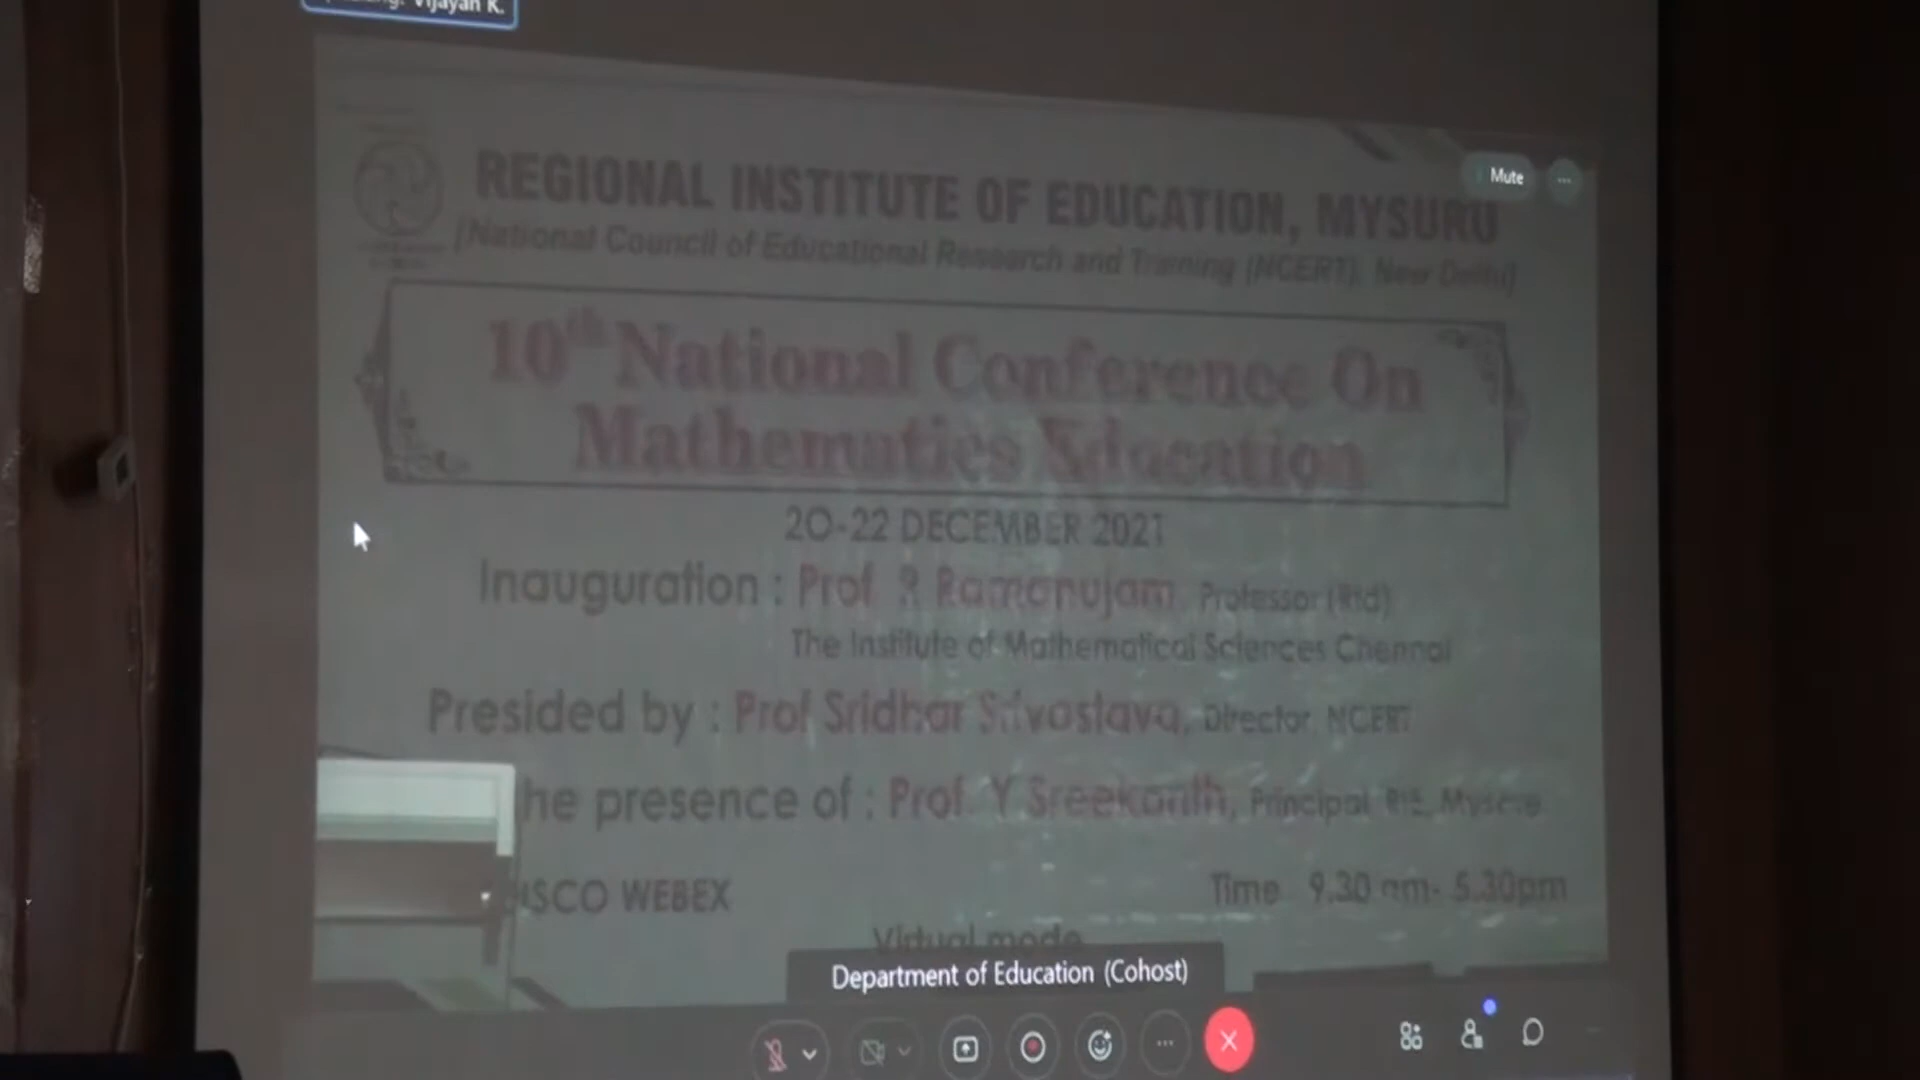 Vijayan K.
Mute
REGIONAL INSTITUTE OF EDUCATION, MYSURU
(National Council of Educational Research and Training (NCERT), New Delhi)
10th National Conference On
Mathematics Education
20-22 DECEMBER 2021
Inauguration : Prof R Ramanujam, Professor (Rtd)
The Institute of Mathematical Sciences Chennai
Presided by : Prof Sridhar Srivastava, Director, NCERT
he presence of : Prof. Y Sreekanth, Principal, RIE, Mysore
ISCO WEBEX
Time 9.30 am- 5.30pm
Virtual mode
Department of Education (Cohost)